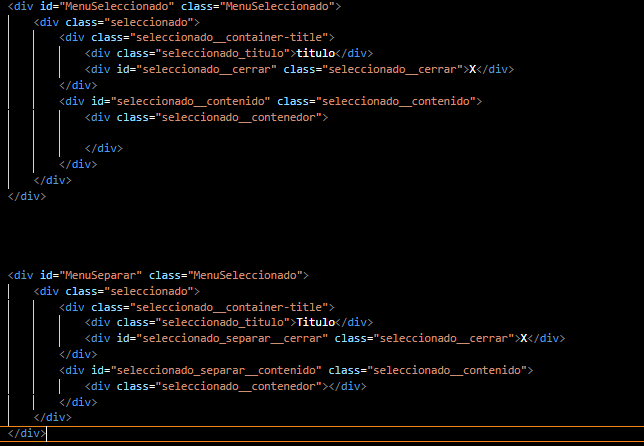 <div id="MenuSeleccionado" class="MenuSeleccionado">
<div class="seleccionado">
<div class="seleccionado__container-title">
<div class="seleccionado_titulo">titulo</div>
<div id="seleccionado__cerrar" class="seleccionado__cerrar">X</div>
</div>
<div id="seleccionado__contenido" class="seleccionado__contenido">
<div class="seleccionado__contenedor">
</div>
</div>
</div>
</div>
<div id="MenuSeparar" class="MenuSeleccionado">
<div class="seleccionado">
<div class="seleccionado__container-title">
<div class="seleccionado_titulo">Titulo</div>
<div id="seleccionado_separar__cerrar" class="seleccionado__cerrar">X</div>
</div>
<div id="seleccionado_separar__contenido" class="seleccionado__contenido">
<div class="seleccionado__contenedor"></div>
</div>
</div>
</div>